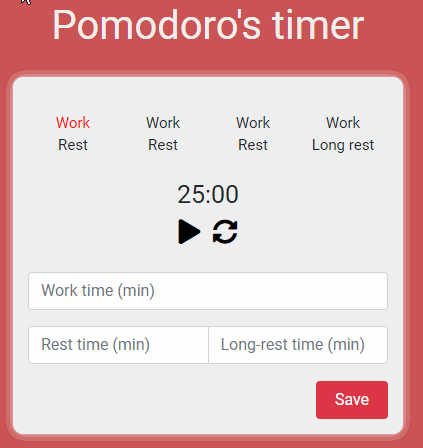 Pomodoro's timer
Work Work Work Work
Rest Rest Rest Long rest
25:00
Work time (min)
Rest time (min) Long-rest time (min)
Save